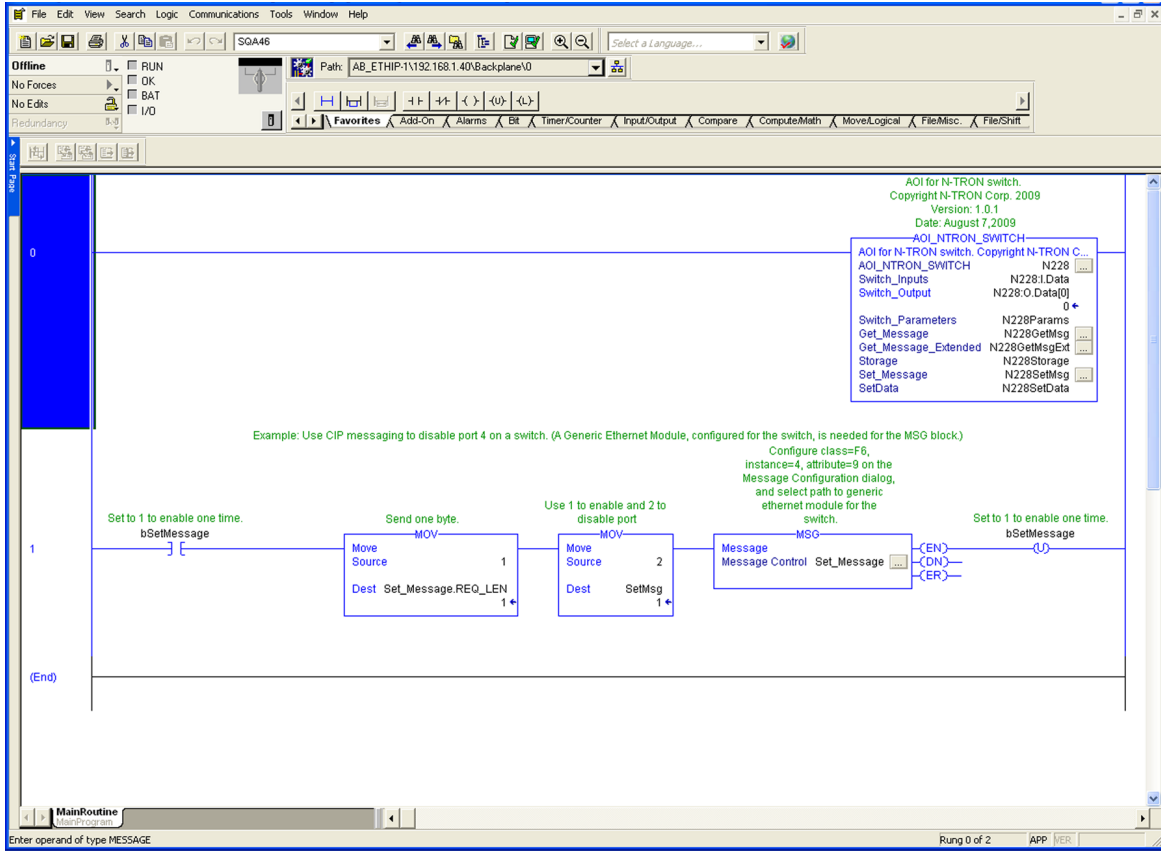 File Edit View Search Logic Communications Tools Window Help
SQA46
Select a Language...
Offline
RUN
No Forces
OK
No Edits
BAT
Redundancy
I/O
Path: AB_ETHIP-1\192.168.1.40\Backplane\0
Favorites Add-On Alarms Bit Timer/Counter Input/Output Compare Compute/Math Move/Logical File/Misc. File/Shift
Start Page
AOI for N-TRON switch.
Copyright N-TRON Corp. 2009
Version: 1.0.1
Date: August 7,2009
AOI_NTRON_SWITCH
0
AOI for N-TRON switch. Copyright N-TRON C...
AOI_NTRON_SWITCH N228 ...
Switch_Inputs N228:I.Data
Switch_Output N228:O.Data[0]
0
Switch_Parameters N228Params
Get_Message N228GetMsg ...
Get_Message_Extended N228GetMsgExt ...
Storage N228Storage
Set_Message N228SetMsg ...
SetData N228SetData
Example: Use CIP messaging to disable port 4 on a switch. (A Generic Ethernet Module, configured for the switch, is needed for the MSG block.)
Configure class=F6,
instance=4, attribute=9 on the
Message Configuration dialog,
and select path to generic
ethernet module for the
switch.
Set to 1 to enable one time.
bSetMessage
Send one byte.
Use 1 to enable and 2 to
disable port
Set to 1 to enable one time.
bSetMessage
1
MOV
Move
Source 1
Dest Set_Message.REQ_LEN
1
MOV
Move
Source 2
Dest SetMsg
1
MSG
Message
Message Control Set_Message ...
(EN)
(DN)
(ER)
(U)
(End)
MainRoutine
MainProgram
Enter operand of type MESSAGE
Rung 0 of 2
APP
VER